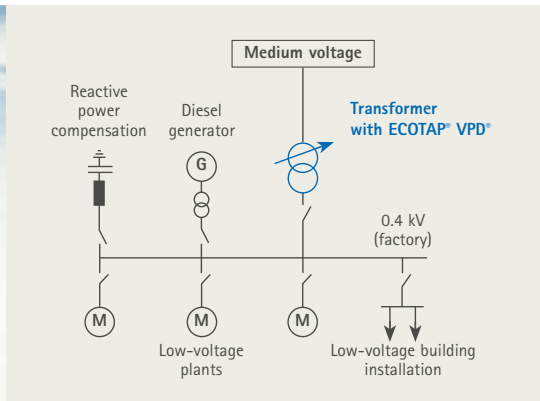 Medium voltage
Reactive
power
compensation
Diesel
generator
Transformer
with ECOTAP® VPD®
G
0.4 kV
(factory)
M
M
M
Low-voltage
plants
Low-voltage building
installation